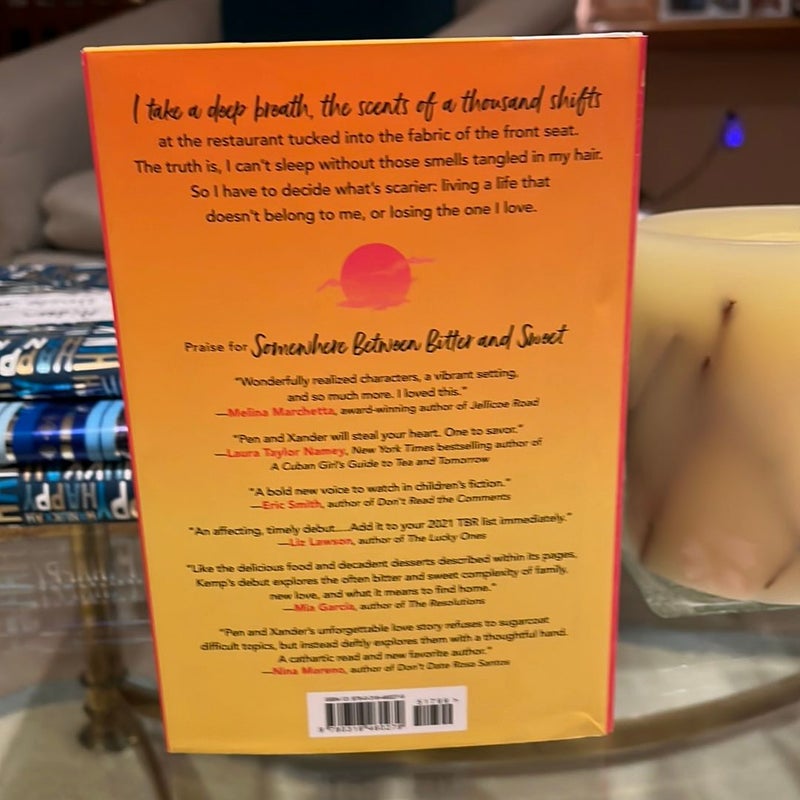 I take a deep breath, the scents of a thousand shifts
at the restaurant tucked into the fabric of the front seat.
The truth is, I can't sleep without those smells tangled in my hair.
So I have to decide what's scarier: living a life that
doesn't belong to me, or losing the one I love.
Praise for Somewhere Between Bitter and Sweet
"Wonderfully realized characters, a vibrant setting,
and so much more. I loved this."
—Melina Marchetta, award-winning author of Jellicoe Road
"Pen and Xander will steal your heart. One to savor."
—Laura Taylor Namey, New York Times bestselling author of
A Cuban Girl's Guide to Tea and Tomorrow
"A bold new voice to watch in children's fiction."
—Eric Smith, author of Don't Read the Comments
"An affecting, timely debut....Add it to your 2021 TBR list immediately."
—Liz Lawson, author of The Lucky Ones
"Like the delicious food and decadent desserts described within its pages,
Kemp's debut explores the often bitter and sweet complexity of family,
new love, and what it means to find home."
—Mia García, author of The Resolutions
"Pen and Xander's unforgettable love story refuses to sugarcoat
difficult topics, but instead deftly explores them with a thoughtful hand.
A cathartic read and new favorite author."
—Nina Moreno, author of Don't Date Rosa Santos
51799 >
9 780316 460279
HAPPY